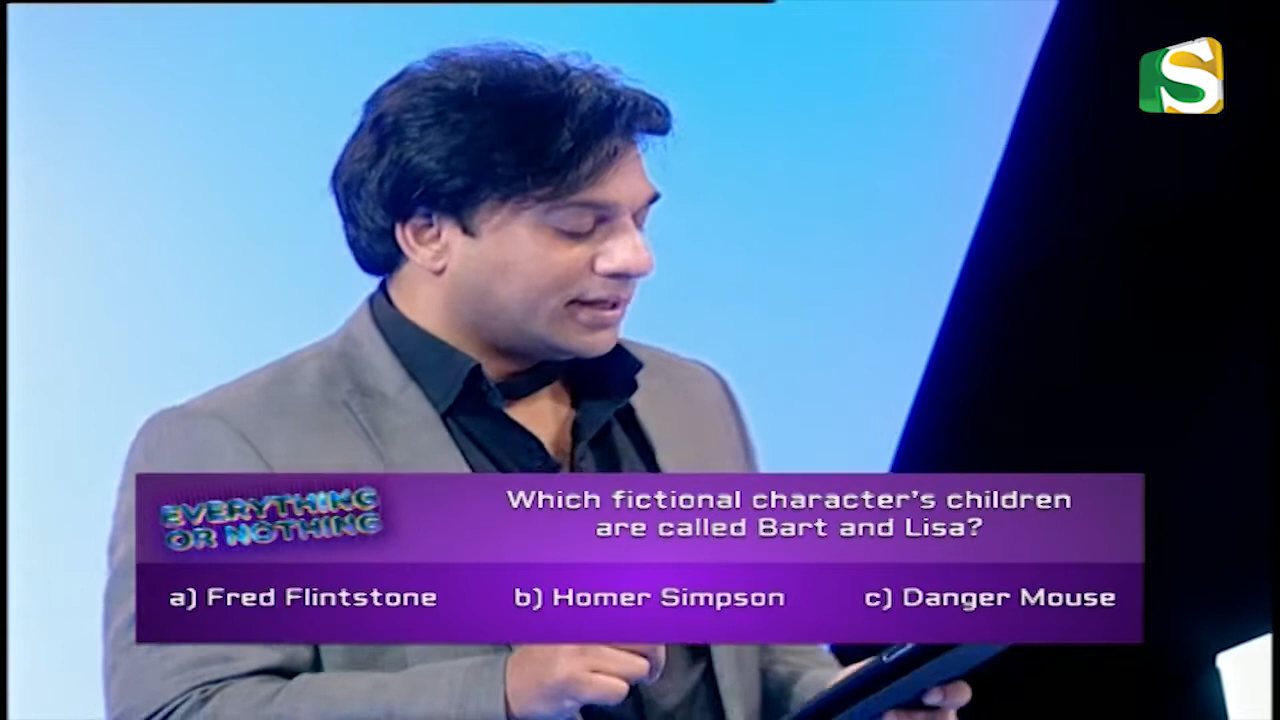 S
EVERYTHING
OR NOTHING
Which fictional character's children
are called Bart and Lisa?
a) Fred Flintstone b) Homer Simpson c) Danger Mouse